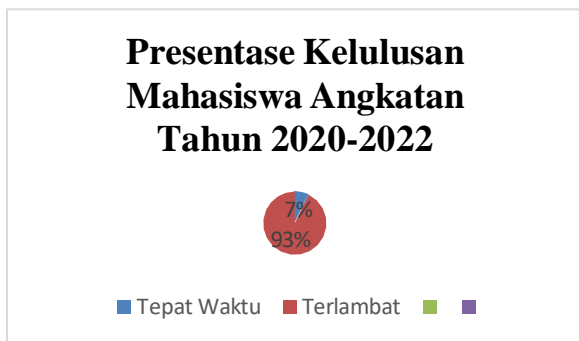 Presentase Kelulusan
Mahasiswa Angkatan
Tahun 2020-2022
7%
93%
Tepat Waktu Terlambat